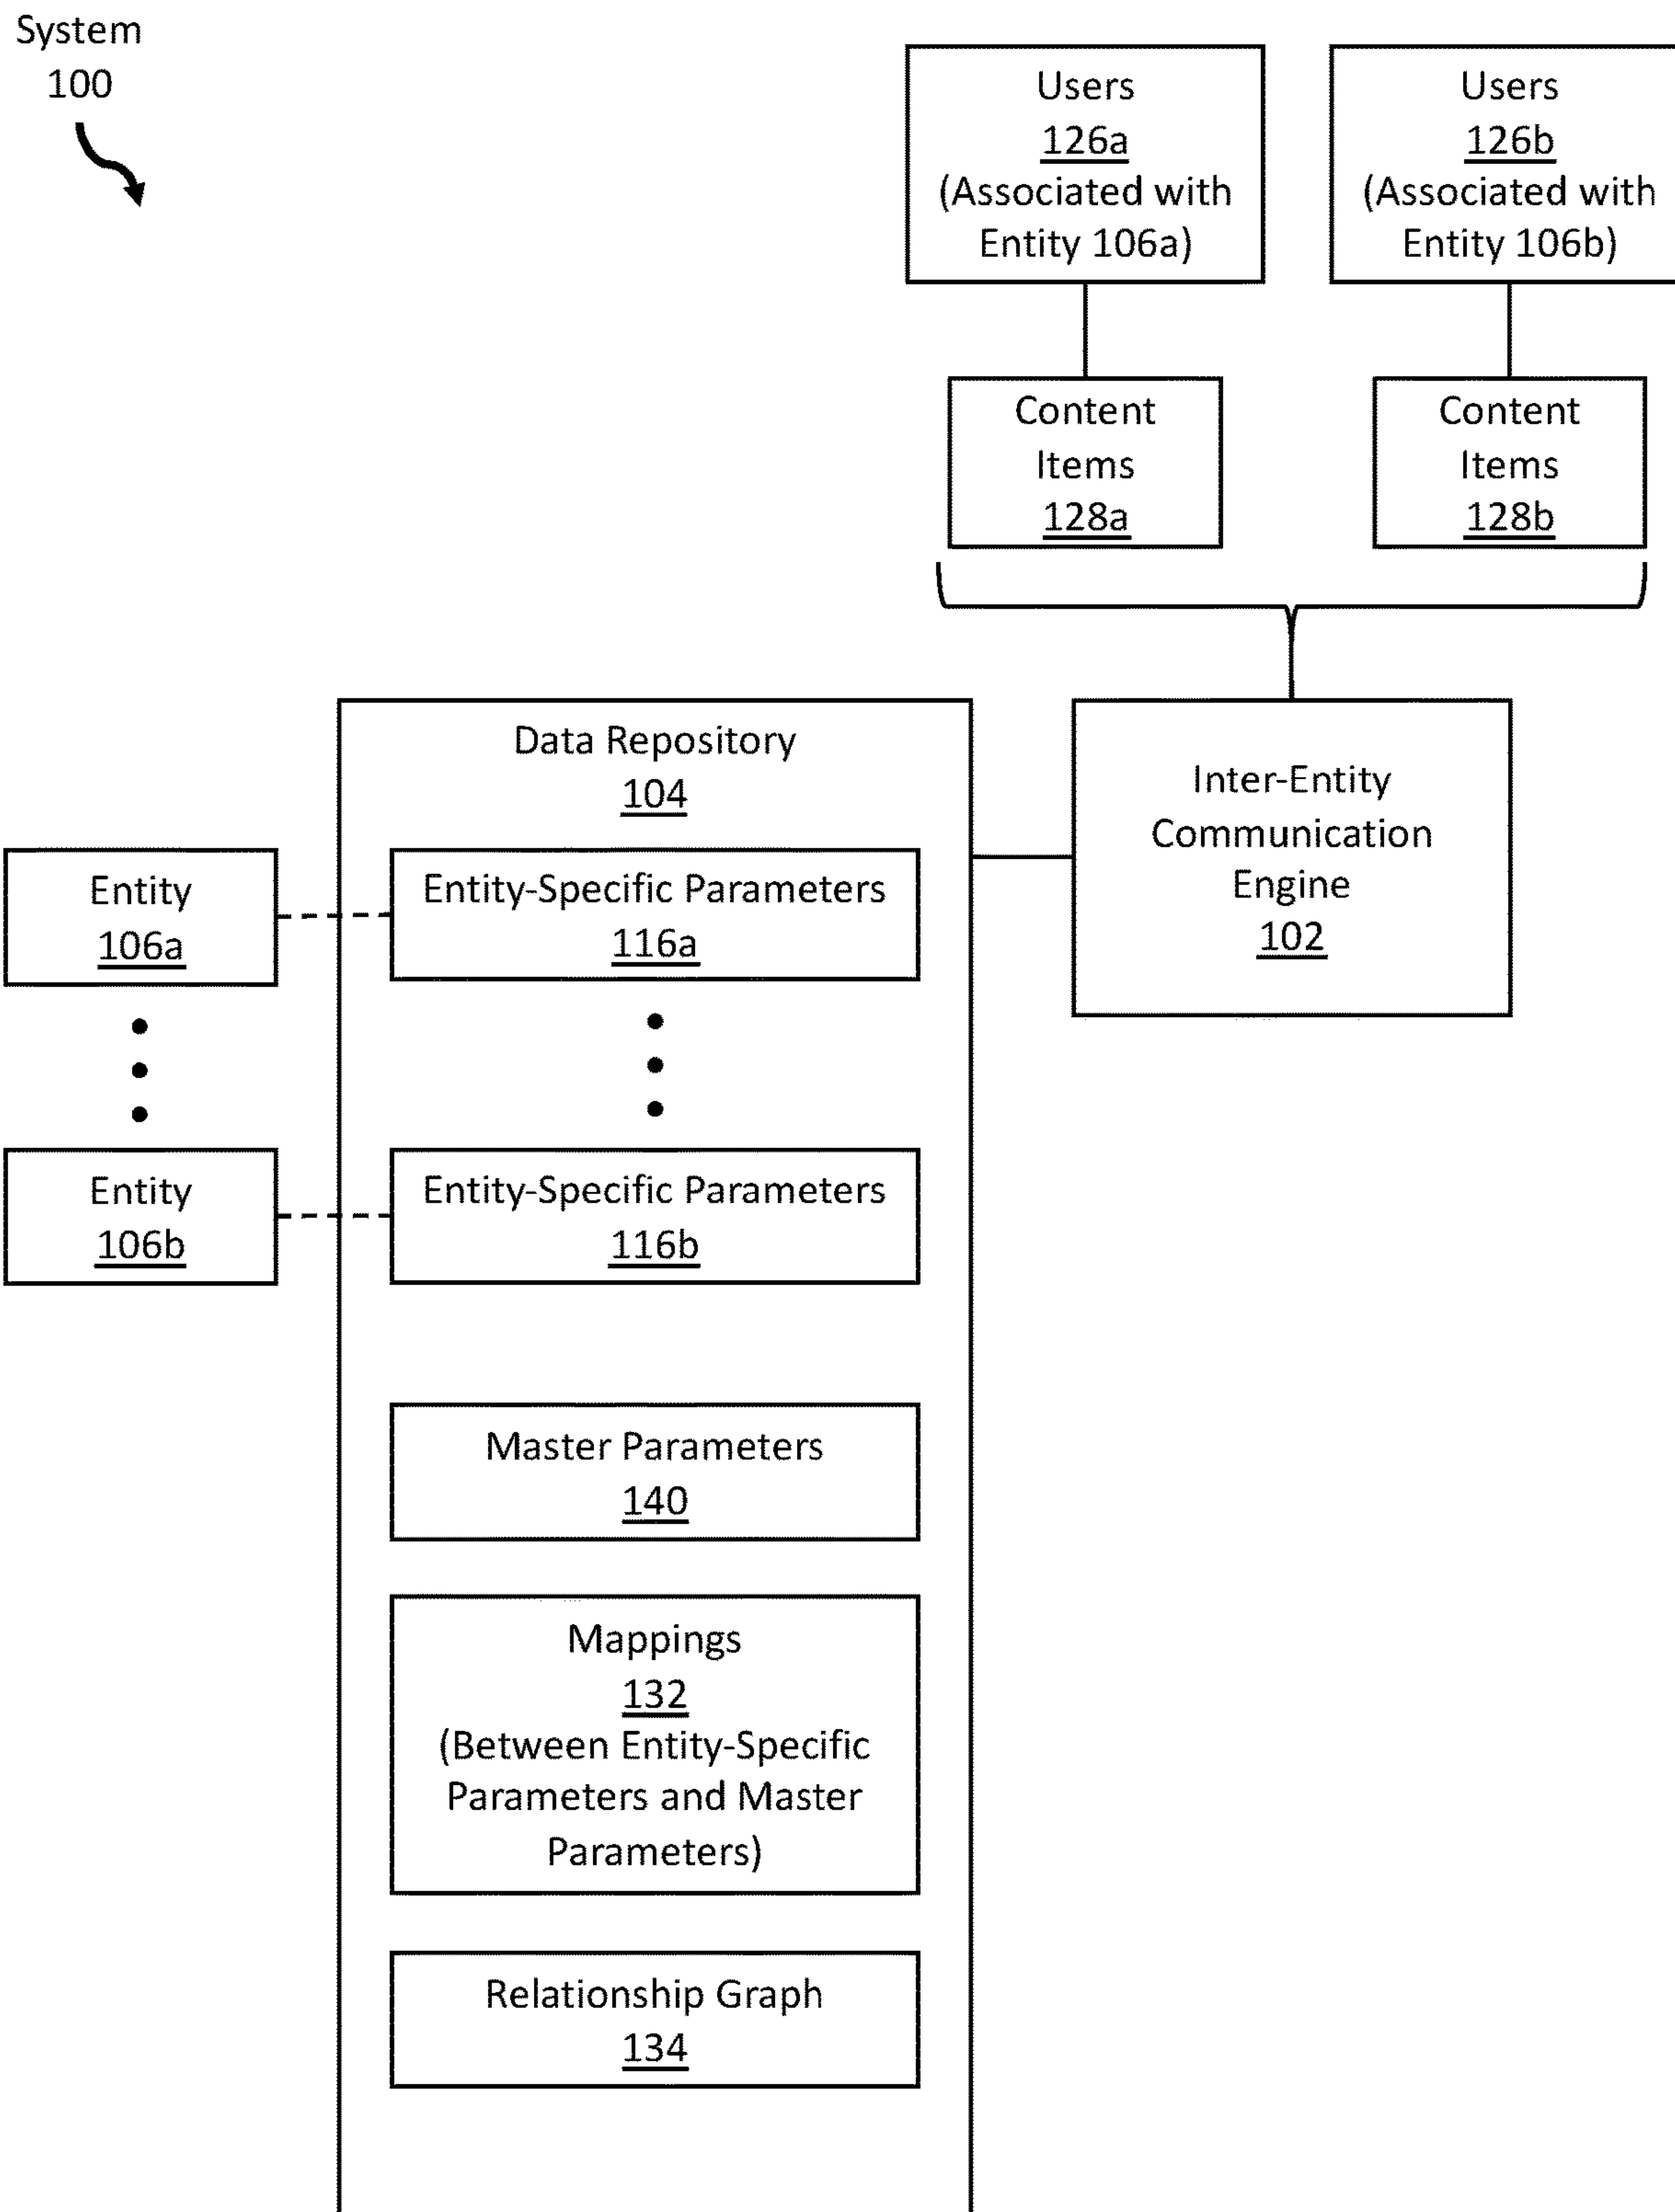 System
100
Users
126a
(Associated with
Entity 106a)
Users
126b
(Associated with
Entity 106b)
Content
Items
128a
Content
Items
128b
Data Repository
104
Inter-Entity
Communication
Engine
102
Entity
106a
Entity-Specific Parameters
116a
Entity
106b
Entity-Specific Parameters
116b
Master Parameters
140
Mappings
132
(Between Entity-Specific
Parameters and Master
Parameters)
Relationship Graph
134